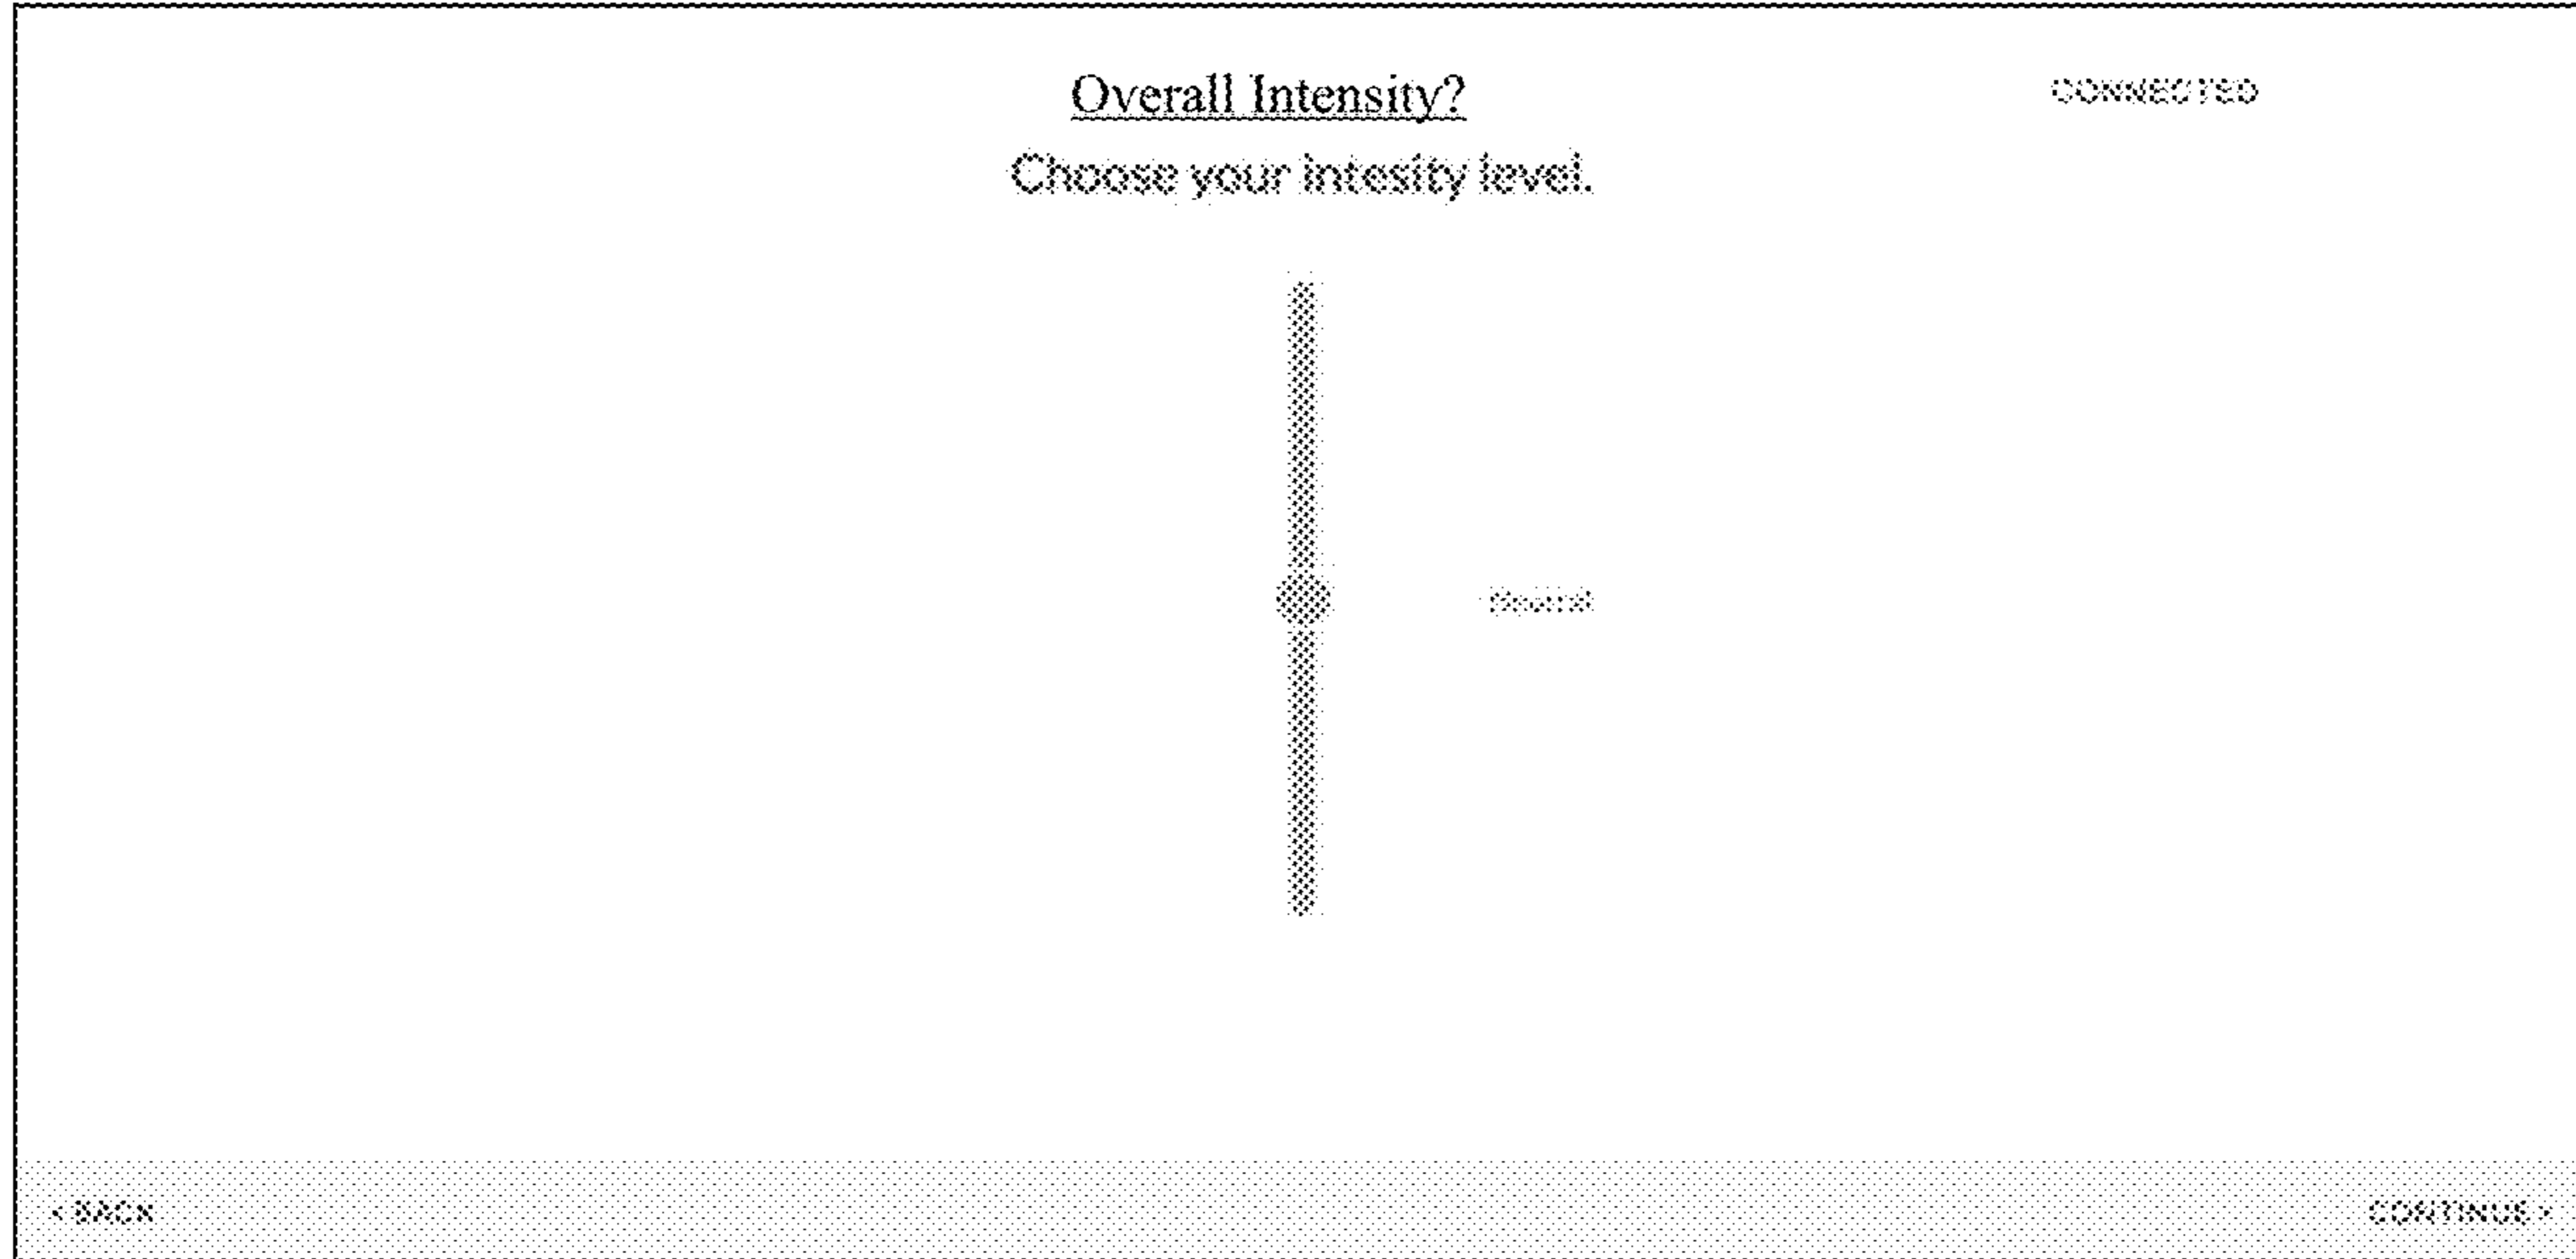 Overall Intensity?
CONNECTED
Choose your intesity level.
< BACK
CONTINUE >